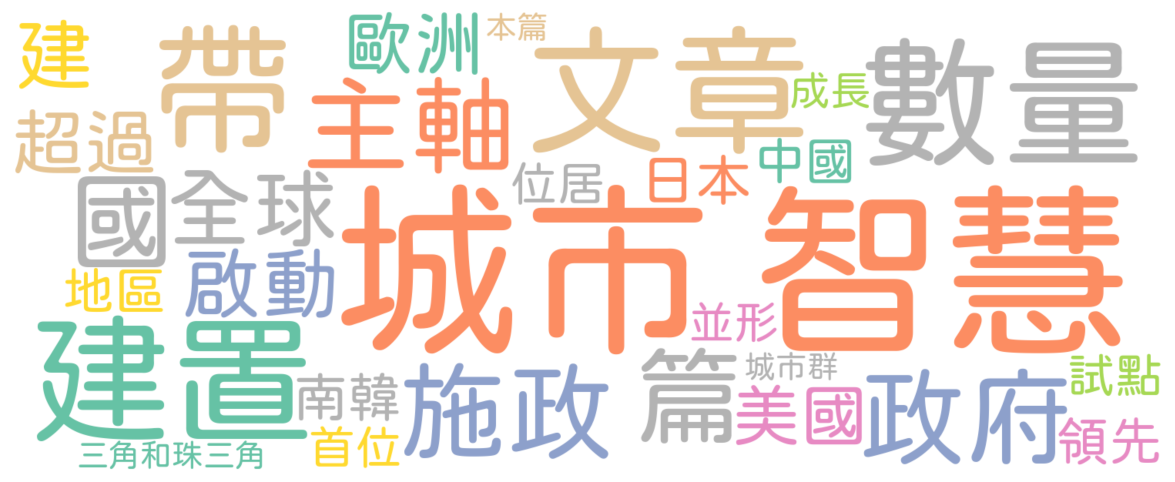 建
帶
歐洲
本篇
文章
數量
超過
主軸
成長
國
全球
位居
日本
中國
城市
智慧
地區
啟動
並形
建置
南韓
施政
篇
城市群
美國
政府
試點
三角和珠三角
首位
領先